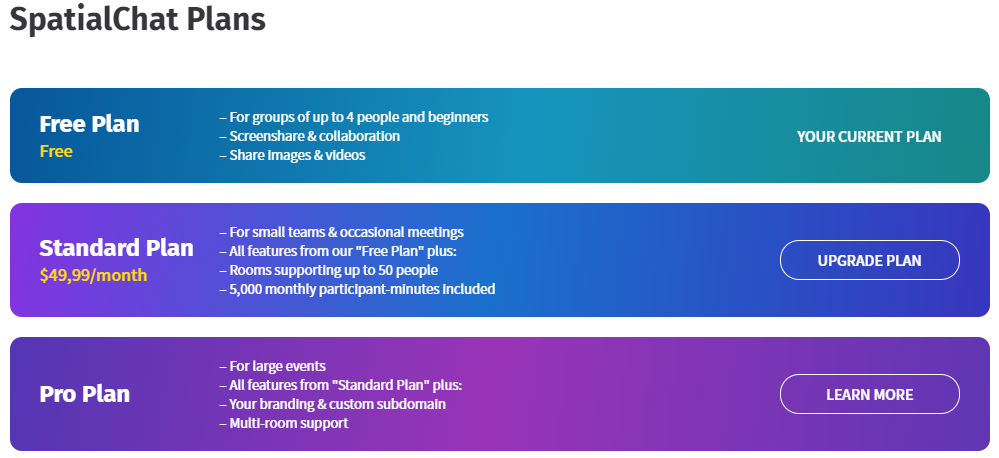 SpatialChat Plans
Free Plan
Free
– For groups of up to 4 people and beginners
– Screenshare & collaboration
– Share images & videos
YOUR CURRENT PLAN
Standard Plan
$49,99/month
– For small teams & occasional meetings
– All features from our "Free Plan" plus:
– Rooms supporting up to 50 people
– 5,000 monthly participant-minutes included
UPGRADE PLAN
Pro Plan
– For large events
– All features from "Standard Plan" plus:
– Your branding & custom subdomain
– Multi-room support
LEARN MORE